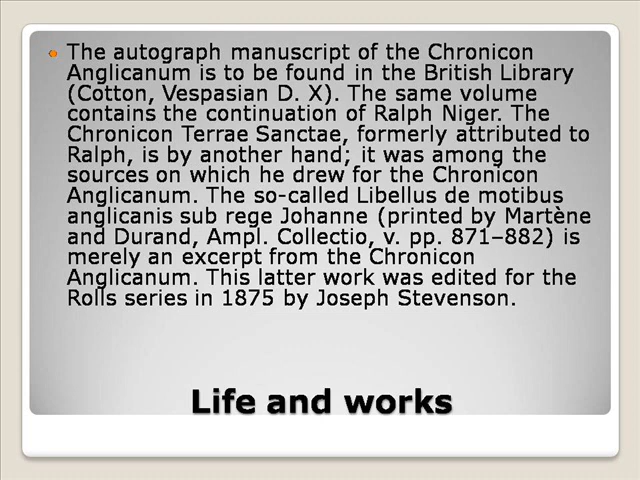 The autograph manuscript of the Chronicon
Anglicanum is to be found in the British Library
(Cotton, Vespasian D. X). The same volume
contains the continuation of Ralph Niger. The
Chronicon Terrae Sanctae, formerly attributed to
Ralph, is by another hand; it was among the
sources on which he drew for the Chronicon
Anglicanum. The so-called Libellus de motibus
anglicanis sub rege Johanne (printed by Martène
and Durand, Ampl. Collectio, v. pp. 871–882) is
merely an excerpt from the Chronicon
Anglicanum. This latter work was edited for the
Rolls series in 1875 by Joseph Stevenson.
Life and works